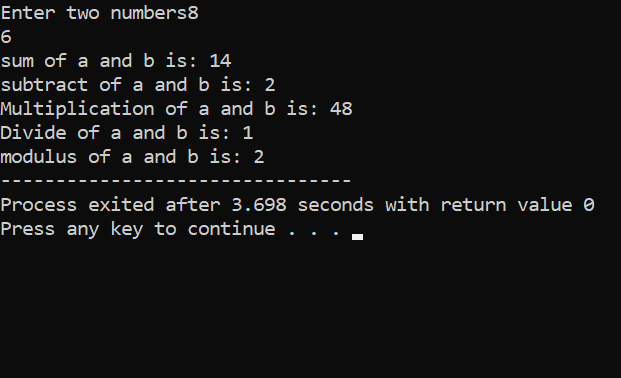 Enter two numbers8
6
sum of a and b is: 14
subtract of a and b is: 2
Multiplication of a and b is: 48
Divide of a and b is: 1
modulus of a and b is: 2
--------------------------------
Process exited after 3.698 seconds with return value 0
Press any key to continue . . .